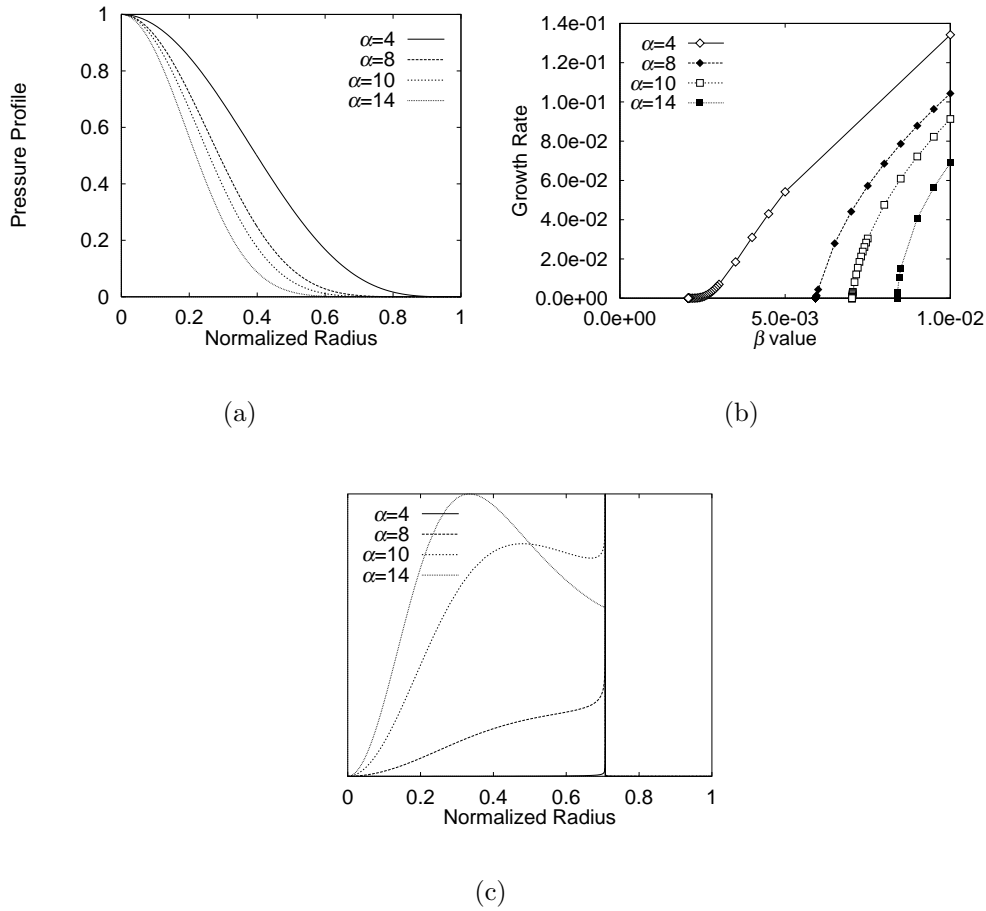 1
0.8
0.6
0.4
0.2
0
0 0.2 0.4 0.6 0.8 1
Pressure Profile
Normalized Radius
α=4
α=8
α=10
α=14
(a)
1.4e-01
1.2e-01
1.0e-01
8.0e-02
6.0e-02
4.0e-02
2.0e-02
0.0e+00
0.0e+00 5.0e-03 1.0e-02
Growth Rate
β value
α=4
α=8
α=10
α=14
(b)
α=4
α=8
α=10
α=14
0 0.2 0.4 0.6 0.8 1
Normalized Radius
(c)